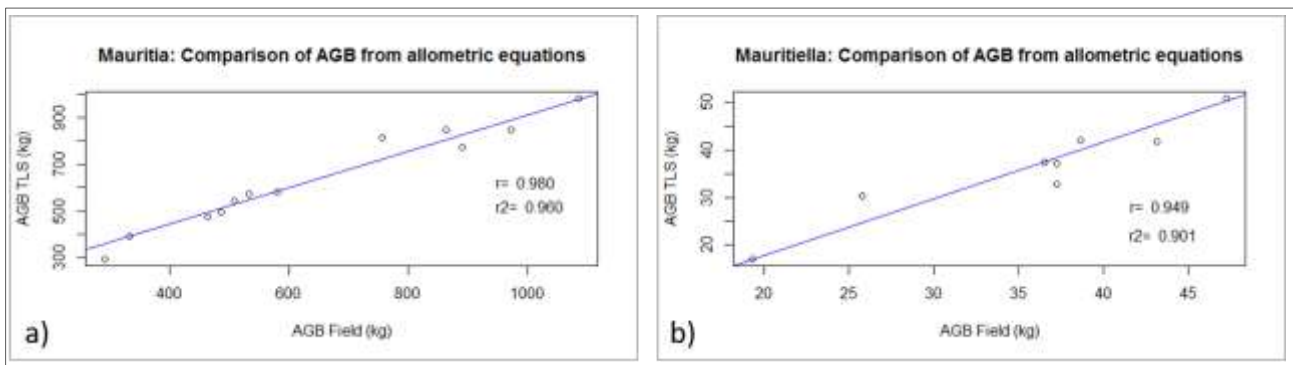 Mauritia: Comparison of AGB from allometric equations
AGB TLS (kg)
900
700
500
300
r= 0.980
r2= 0.960
400 600 800 1000
AGB Field (kg)
a)
Mauritiella: Comparison of AGB from allometric equations
AGB TLS (kg)
50
40
30
20
r= 0.949
r2= 0.901
20 25 30 35 40 45
AGB Field (kg)
b)